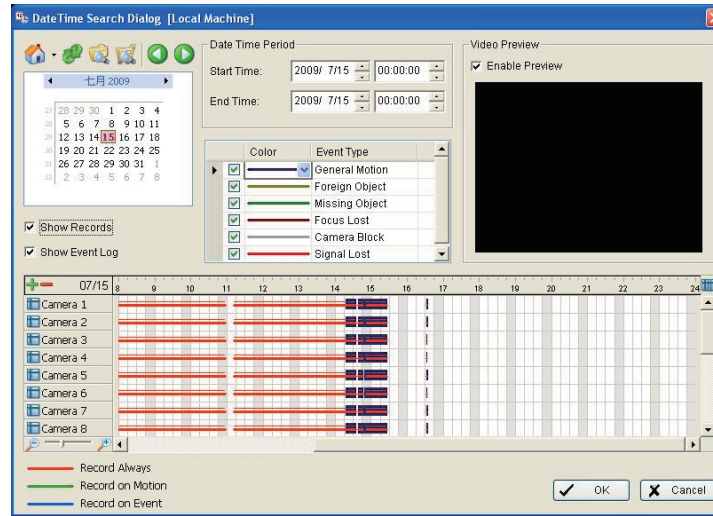 DateTime Search Dialog [Local Machine]
Date Time Period
Start Time: 2009/ 7/15 00:00:00
End Time: 2009/ 7/15 00:00:00
Video Preview
Enable Preview
七月 2009
27 28 29 30 1 2 3 4
28 5 6 7 8 9 10 11
29 12 13 14 15 16 17 18
30 19 20 21 22 23 24 25
31 26 27 28 29 30 31 1
32 2 3 4 5 6 7 8
Show Records
Show Event Log
Color Event Type
General Motion
Foreign Object
Missing Object
Focus Lost
Camera Block
Signal Lost
07/15 8 9 10 11 12 13 14 15 16 17 18 19 20 21 22 23 24
Camera 1
Camera 2
Camera 3
Camera 4
Camera 5
Camera 6
Camera 7
Camera 8
Record Always
Record on Motion
Record on Event
OK Cancel